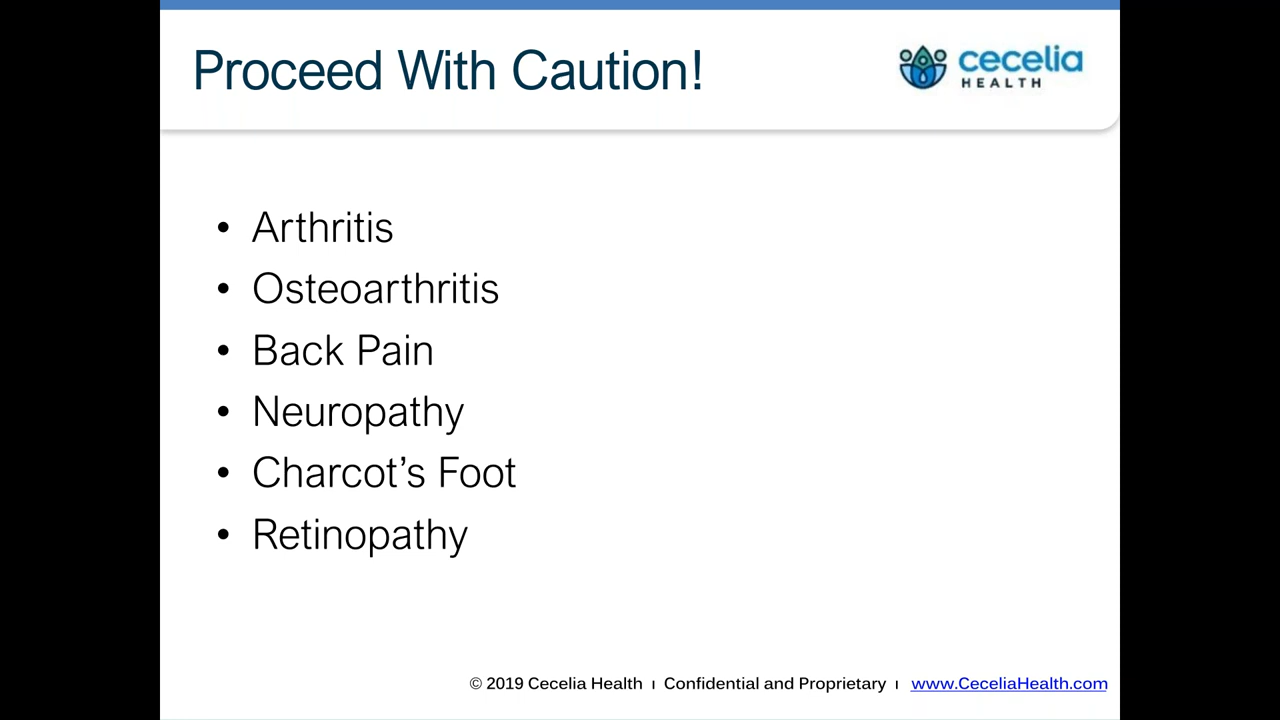 Proceed With Caution!
cecelia
HEALTH
• Arthritis
• Osteoarthritis
• Back Pain
• Neuropathy
• Charcot’s Foot
• Retinopathy
© 2019 Cecelia Health ı Confidential and Proprietary ı www.CeceliaHealth.com